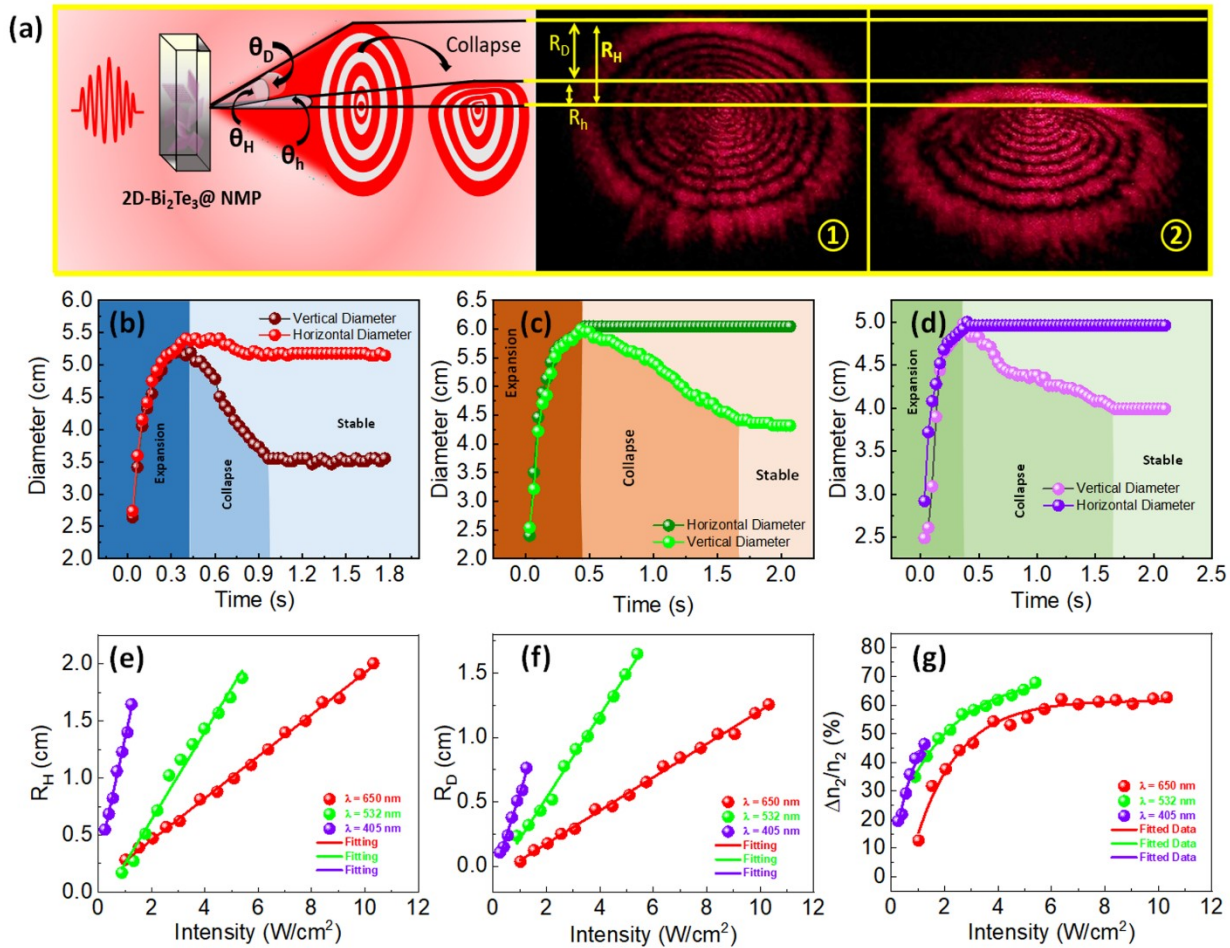 (a)
θD
θH
θh
Collapse
2D-Bi2Te3@ NMP
RD
RH
Rh
①
②
(b)
6.0
5.5
5.0
4.5
4.0
3.5
3.0
2.5
2.0
Diameter (cm)
Vertical Diameter
Horizontal Diameter
Expansion
Collapse
Stable
0.0 0.3 0.6 0.9 1.2 1.5 1.8
Time (s)
(c)
6.5
6.0
5.5
5.0
4.5
4.0
3.5
3.0
2.5
2.0
Diameter (cm)
Expansion
Collapse
Stable
Horizontal Diameter
Vertical Diameter
0.0 0.5 1.0 1.5 2.0
Time (s)
(d)
5.0
4.5
4.0
3.5
3.0
2.5
Diameter (cm)
Expansion
Collapse
Stable
Vertical Diameter
Horizontal Diameter
0.0 0.5 1.0 1.5 2.0 2.5
Time (s)
(e)
2.0
1.5
1.0
0.5
0.0
RH (cm)
λ = 650 nm
λ = 532 nm
λ = 405 nm
Fitting
Fitting
Fitting
0 2 4 6 8 10 12
Intensity (W/cm²)
(f)
1.5
1.0
0.5
0.0
RD (cm)
λ = 650 nm
λ = 532 nm
λ = 405 nm
Fitting
Fitting
Fitting
0 2 4 6 8 10 12
Intensity (W/cm²)
(g)
90
80
70
60
50
40
30
20
10
0
Δn2/n2 (%)
λ = 650 nm
λ = 532 nm
λ = 405 nm
Fitted Data
Fitted Data
Fitted Data
0 2 4 6 8 10 12
Intensity (W/cm²)